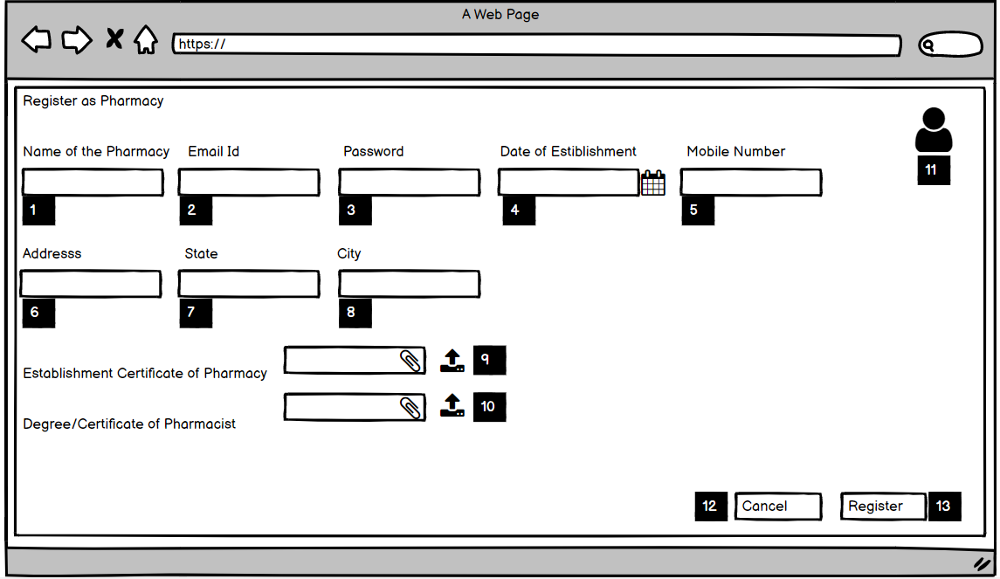 A Web Page
https://
Register as Pharmacy
Name of the Pharmacy Email Id Password Date of Estiblishment Mobile Number
11
1 2 3 4 5
Addresss State City
6 7 8
9
Establishment Certificate of Pharmacy
10
Degree/Certificate of Pharmacist
12 Cancel Register 13